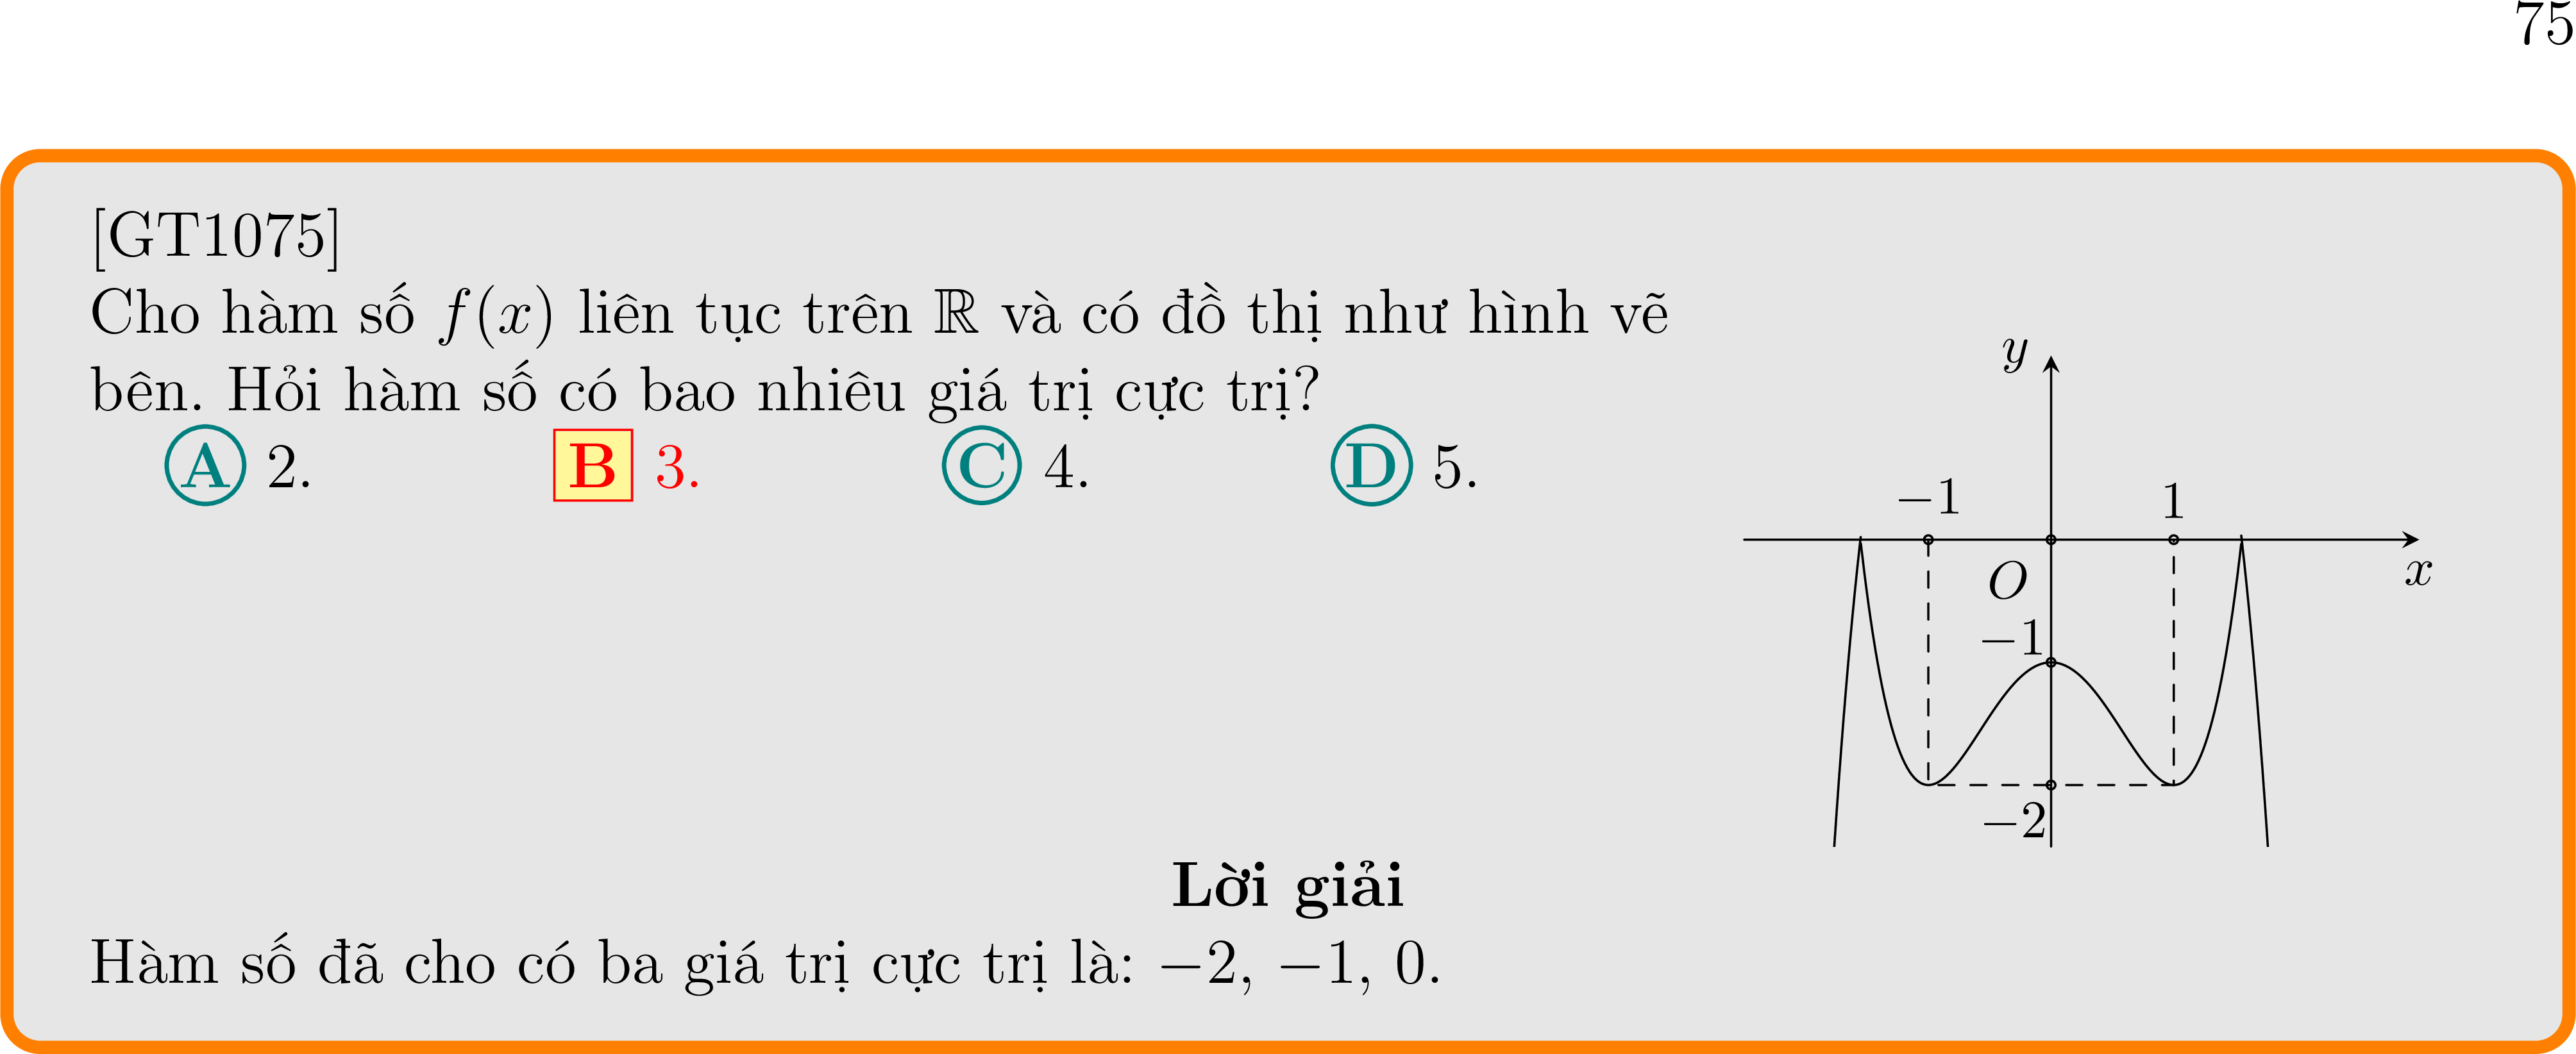 75
[GT1075]
Cho hàm số f(x) liên tục trên ℝ và có đồ thị như hình vẽ
bên. Hỏi hàm số có bao nhiêu giá trị cực trị?
A 2. B 3. C 4. D 5.
y
−1 1
x
O
−1
−2
Lời giải
Hàm số đã cho có ba giá trị cực trị là: −2, −1, 0.